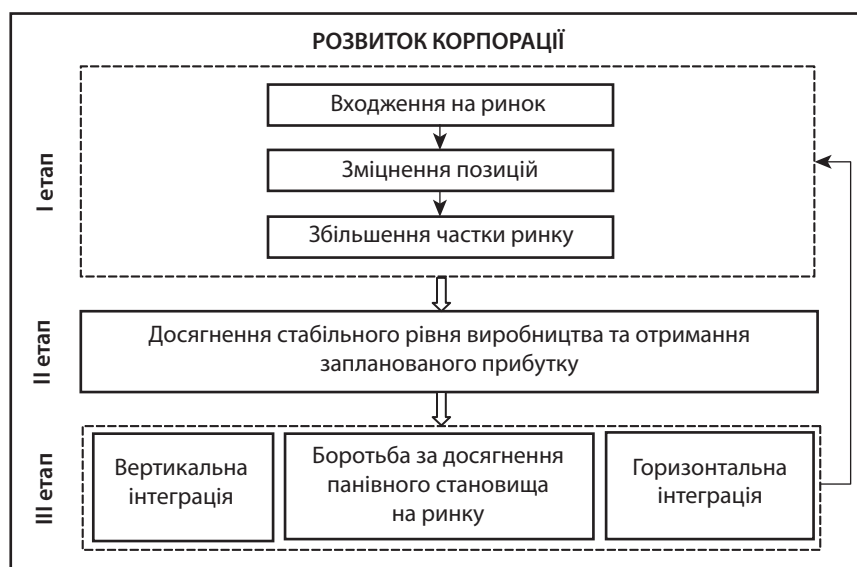 РОЗВИТОК КОРПОРАЦІЇ
І етап
Входження на ринок
Зміцнення позицій
Збільшення частки ринку
ІІ етап
Досягнення стабільного рівня виробництва та отримання
запланованого прибутку
ІІІ етап
Вертикальна
інтеграція
Боротьба за досягнення
панівного становища
на ринку
Горизонтальна
інтеграція